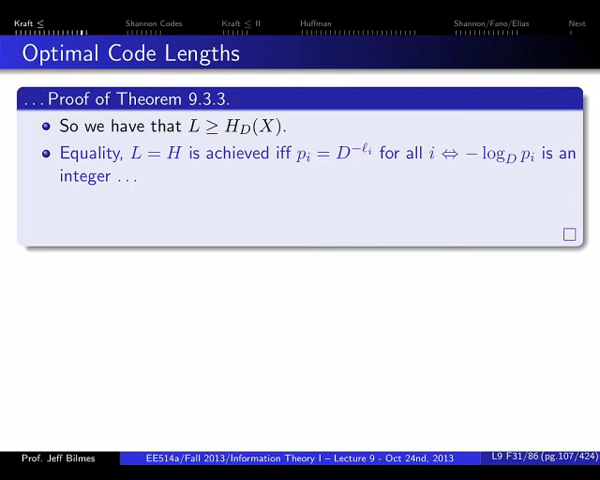 Kraft ≤ Shannon Codes Kraft ≤ II Huffman Shannon/Fano/Elias Next
Optimal Code Lengths
. . . Proof of Theorem 9.3.3.
So we have that L ≥ H_D(X).
Equality, L = H is achieved iff p_i = D^{−ℓ_i} for all i ⇔ − log_D p_i is an
integer . . .
Prof. Jeff Bilmes EE514a/Fall 2013/Information Theory I – Lecture 9 - Oct 24nd, 2013 L9 F31/86 (pg.107/424)